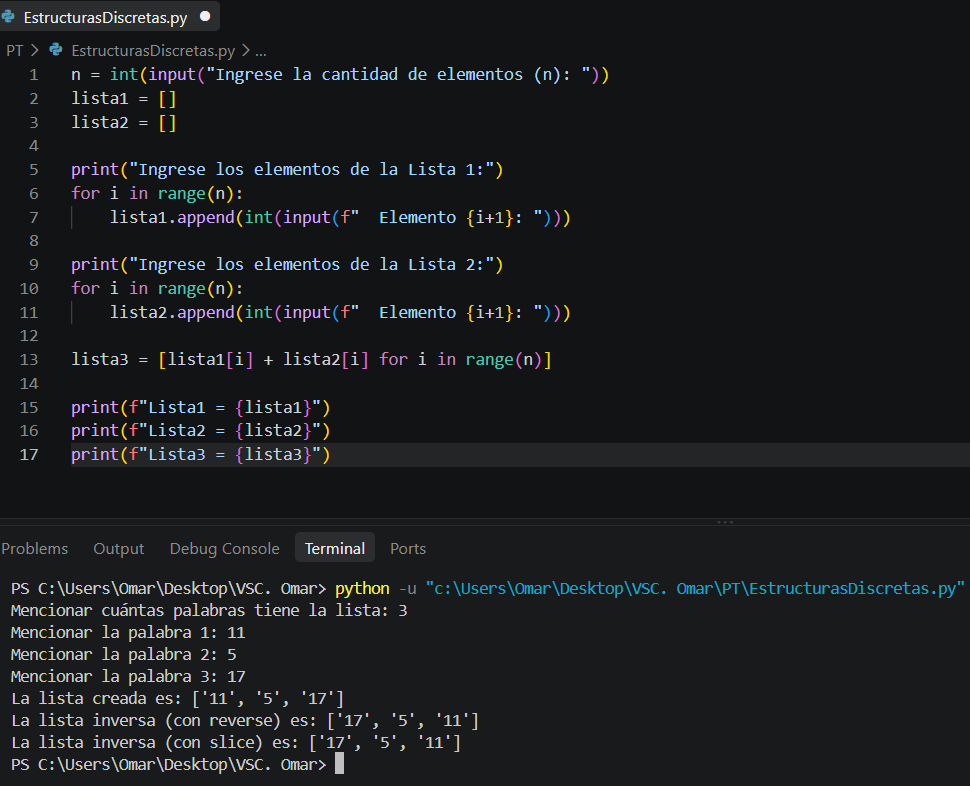 EstructurasDiscretas.py
PT > EstructurasDiscretas.py > ...
1 n = int(input("Ingrese la cantidad de elementos (n): "))
2 lista1 = []
3 lista2 = []
4
5 print("Ingrese los elementos de la Lista 1:")
6 for i in range(n):
7     lista1.append(int(input(f"  Elemento {i+1}: ")))
8
9 print("Ingrese los elementos de la Lista 2:")
10 for i in range(n):
11     lista2.append(int(input(f"  Elemento {i+1}: ")))
12
13 lista3 = [lista1[i] + lista2[i] for i in range(n)]
14
15 print(f"Lista1 = {lista1}")
16 print(f"Lista2 = {lista2}")
17 print(f"Lista3 = {lista3}")
Problems Output Debug Console Terminal Ports
PS C:\Users\Omar\Desktop\VSC. Omar> python -u "c:\Users\Omar\Desktop\VSC. Omar\PT\EstructurasDiscretas.py"
Mencionar cuántas palabras tiene la lista: 3
Mencionar la palabra 1: 11
Mencionar la palabra 2: 5
Mencionar la palabra 3: 17
La lista creada es: ['11', '5', '17']
La lista inversa (con reverse) es: ['17', '5', '11']
La lista inversa (con slice) es: ['17', '5', '11']
PS C:\Users\Omar\Desktop\VSC. Omar>